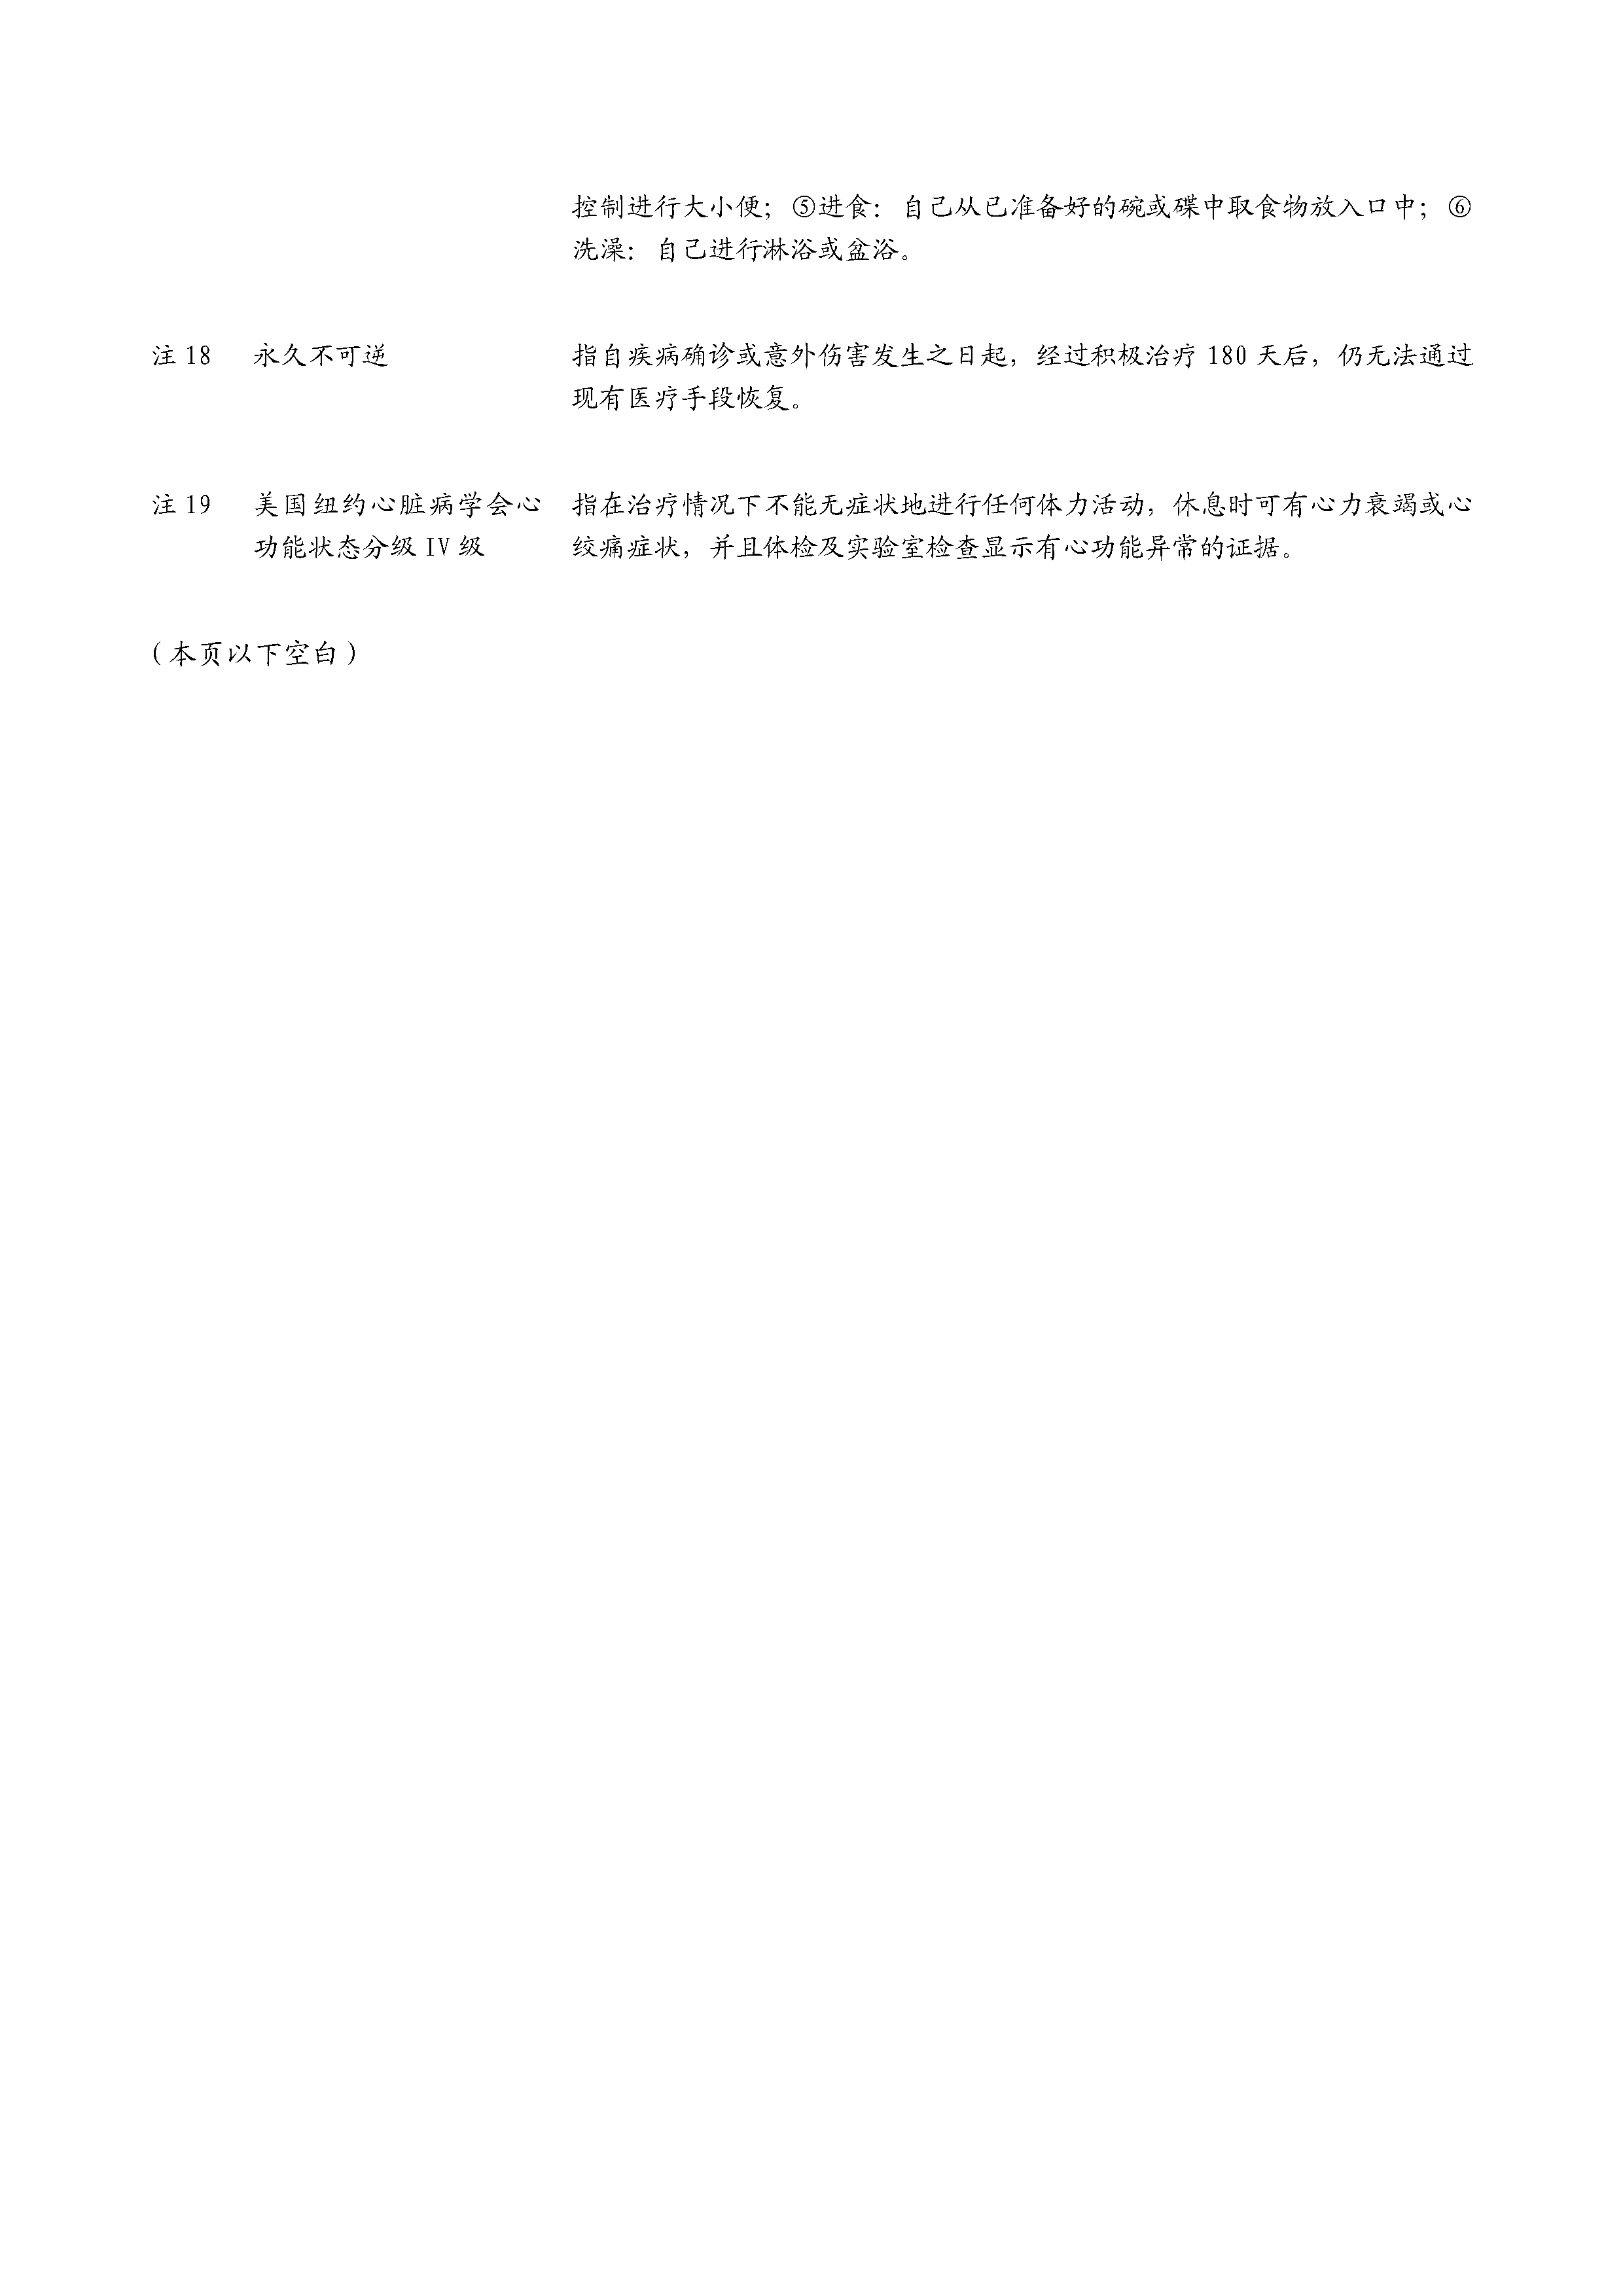 控制进行大小便；⑤进食：自己从已准备好的碗或碟中取食物放入口中；⑥
洗澡：自己进行淋浴或盆浴。
注 18 永久不可逆 指自疾病确诊或意外伤害发生之日起，经过积极治疗 180 天后，仍无法通过
现有医疗手段恢复。
注 19 美国纽约心脏病学会心 指在治疗情况下不能无症状地进行任何体力活动，休息时可有心力衰竭或心
功能状态分级 IV 级 绞痛症状，并且体检及实验室检查显示有心功能异常的证据。
（本页以下空白）